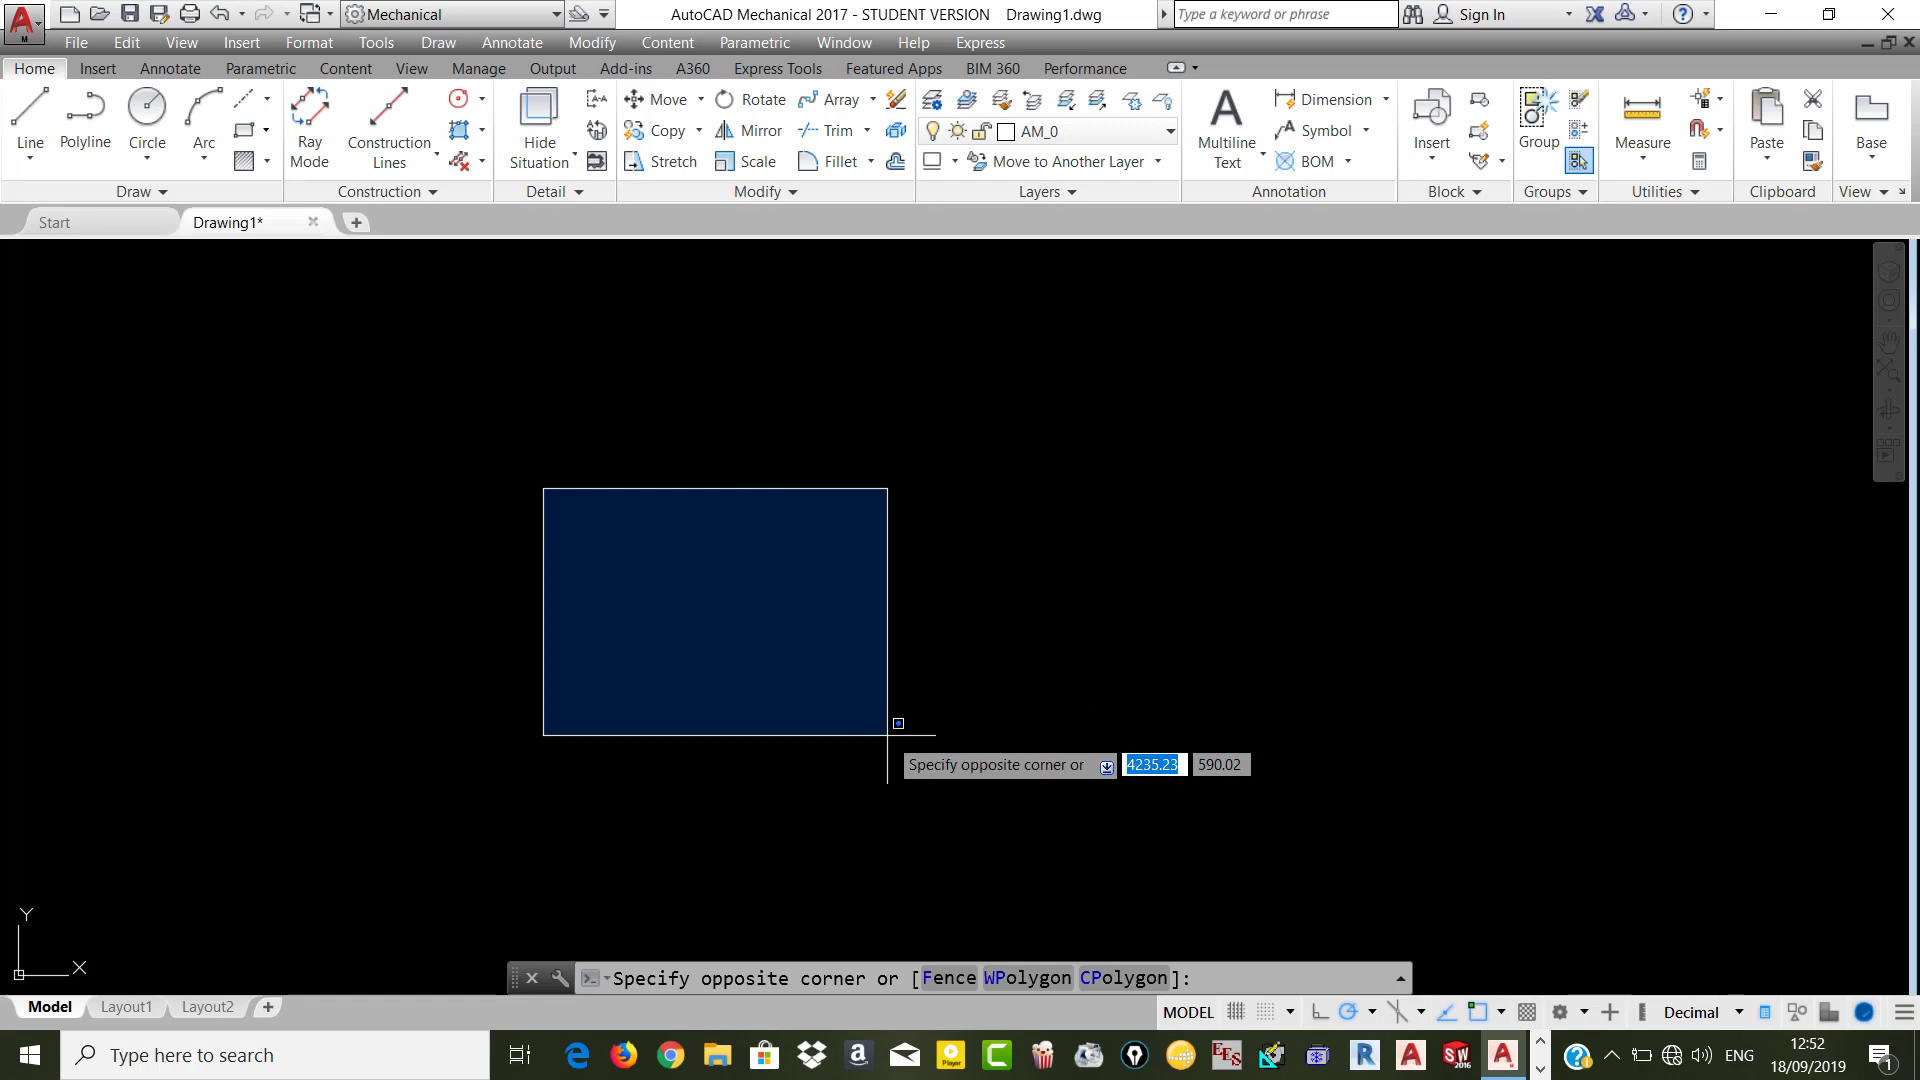 Mechanical
AutoCAD Mechanical 2017 - STUDENT VERSION Drawing1.dwg
Type a keyword or phrase
Sign In
File Edit View Insert Format Tools Draw Annotate Modify Content Parametric Window Help Express
Home Insert Annotate Parametric Content View Manage Output Add-ins A360 Express Tools Featured Apps BIM 360 Performance
Line Polyline Circle Arc
Ray Mode
Construction Lines
Hide Situation
Move Rotate Array
Copy Mirror Trim
Stretch Scale Fillet
AM_0
Move to Another Layer
Multiline Text
Dimension
Symbol
BOM
Insert
Group
Measure
Paste
Base
Draw Construction Detail Modify Layers Annotation Block Groups Utilities Clipboard View
Start Drawing1*
Specify opposite corner or 4235.23 590.02
Y
X
Specify opposite corner or [Fence WPolygon CPolygon]:
Model Layout1 Layout2
MODEL
Decimal
Type here to search
Player
EES
SW
2016
ENG
12:52
18/09/2019
1